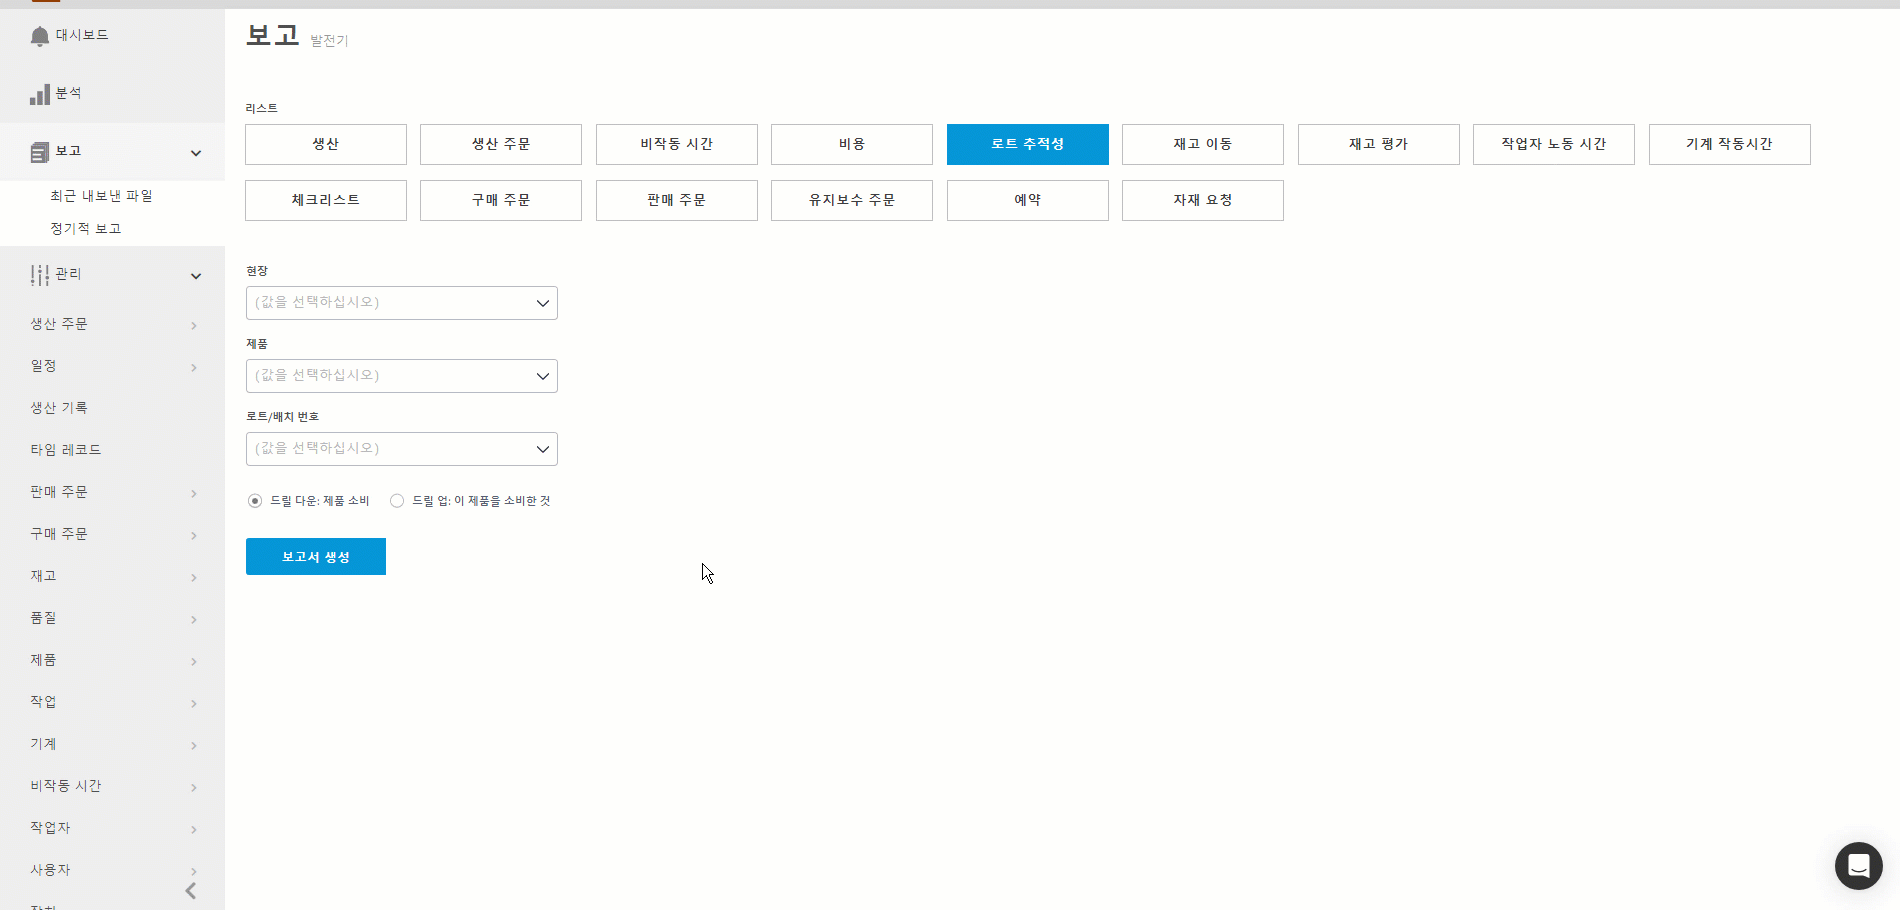 대시보드
분석
보고
최근 내보낸 파일
정기적 보고
관리
생산 주문
일정
생산 기록
타임 레코드
판매 주문
구매 주문
재고
품질
제품
작업
기계
비작동 시간
작업자
사용자
보고 발전기
리스트
생산 생산 주문 비작동 시간 비용 로트 추적성 재고 이동 재고 평가 작업자 노동 시간 기계 작동시간
체크리스트 구매 주문 판매 주문 유지보수 주문 예약 자재 요청
현장
(값을 선택하십시오)
제품
(값을 선택하십시오)
로트/배치 번호
(값을 선택하십시오)
드릴 다운: 제품 소비 드릴 업: 이 제품을 소비한 것
보고서 생성